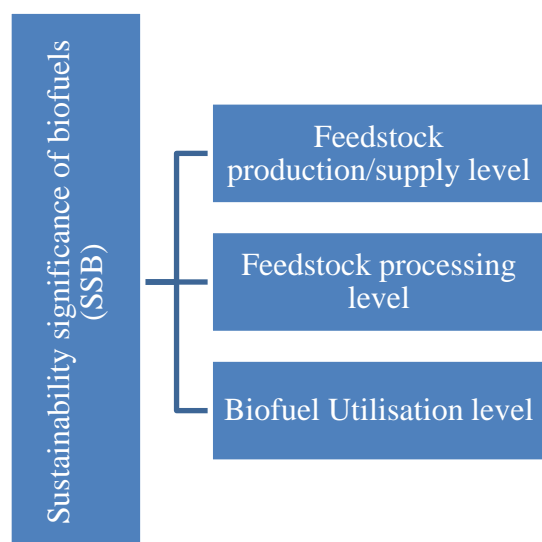 Sustainability significance of biofuels
(SSB)
Feedstock
production/supply level
Feedstock processing
level
Biofuel Utilisation level